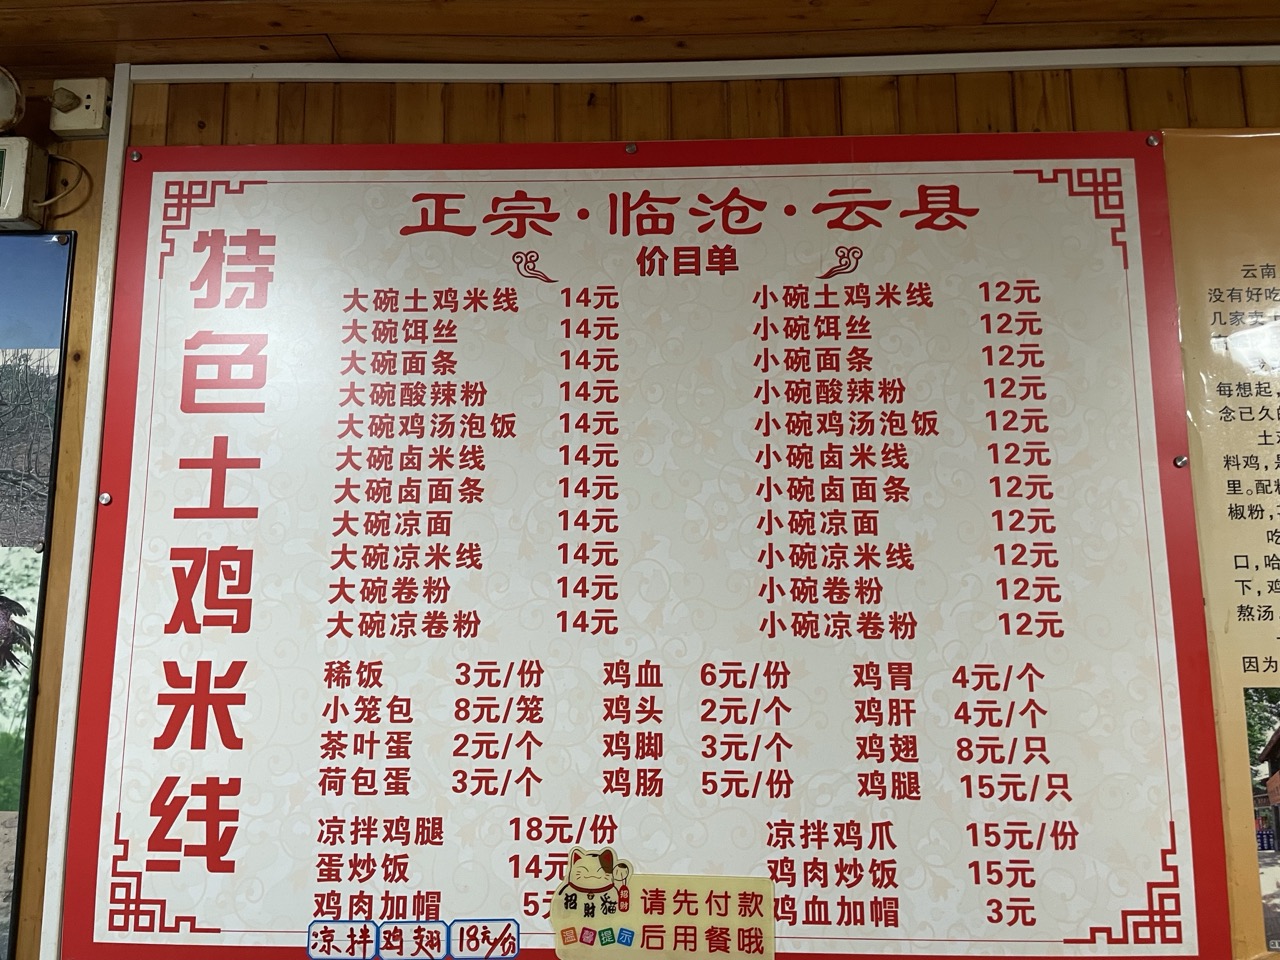 正宗·临沧·云县
价目单
特色土鸡米线
大碗土鸡米线 14元 小碗土鸡米线 12元
大碗饵丝 14元 小碗饵丝 12元
大碗面条 14元 小碗面条 12元
大碗酸辣粉 14元 小碗酸辣粉 12元
大碗鸡汤泡饭 14元 小碗鸡汤泡饭 12元
大碗卤米线 14元 小碗卤米线 12元
大碗卤面条 14元 小碗卤面条 12元
大碗凉面 14元 小碗凉面 12元
大碗凉米线 14元 小碗凉米线 12元
大碗卷粉 14元 小碗卷粉 12元
大碗凉卷粉 14元 小碗凉卷粉 12元
稀饭 3元/份 鸡血 6元/份 鸡胃 4元/个
小笼包 8元/笼 鸡头 2元/个 鸡肝 4元/个
茶叶蛋 2元/个 鸡脚 3元/个 鸡翅 8元/只
荷包蛋 3元/个 鸡肠 5元/份 鸡腿 15元/只
凉拌鸡腿 18元/份 凉拌鸡爪 15元/份
蛋炒饭 14元 鸡肉炒饭 15元
鸡肉加帽 5 鸡血加帽 3元
凉拌鸡翅 18元/份
招财猫
招财
温馨提示
请先付款
后用餐哦
云南
没有好吃
几家卖
每想起,
念已久
土
料鸡,
里。配料
椒粉,
吃
口,哈
下,鸡
熬汤
因为